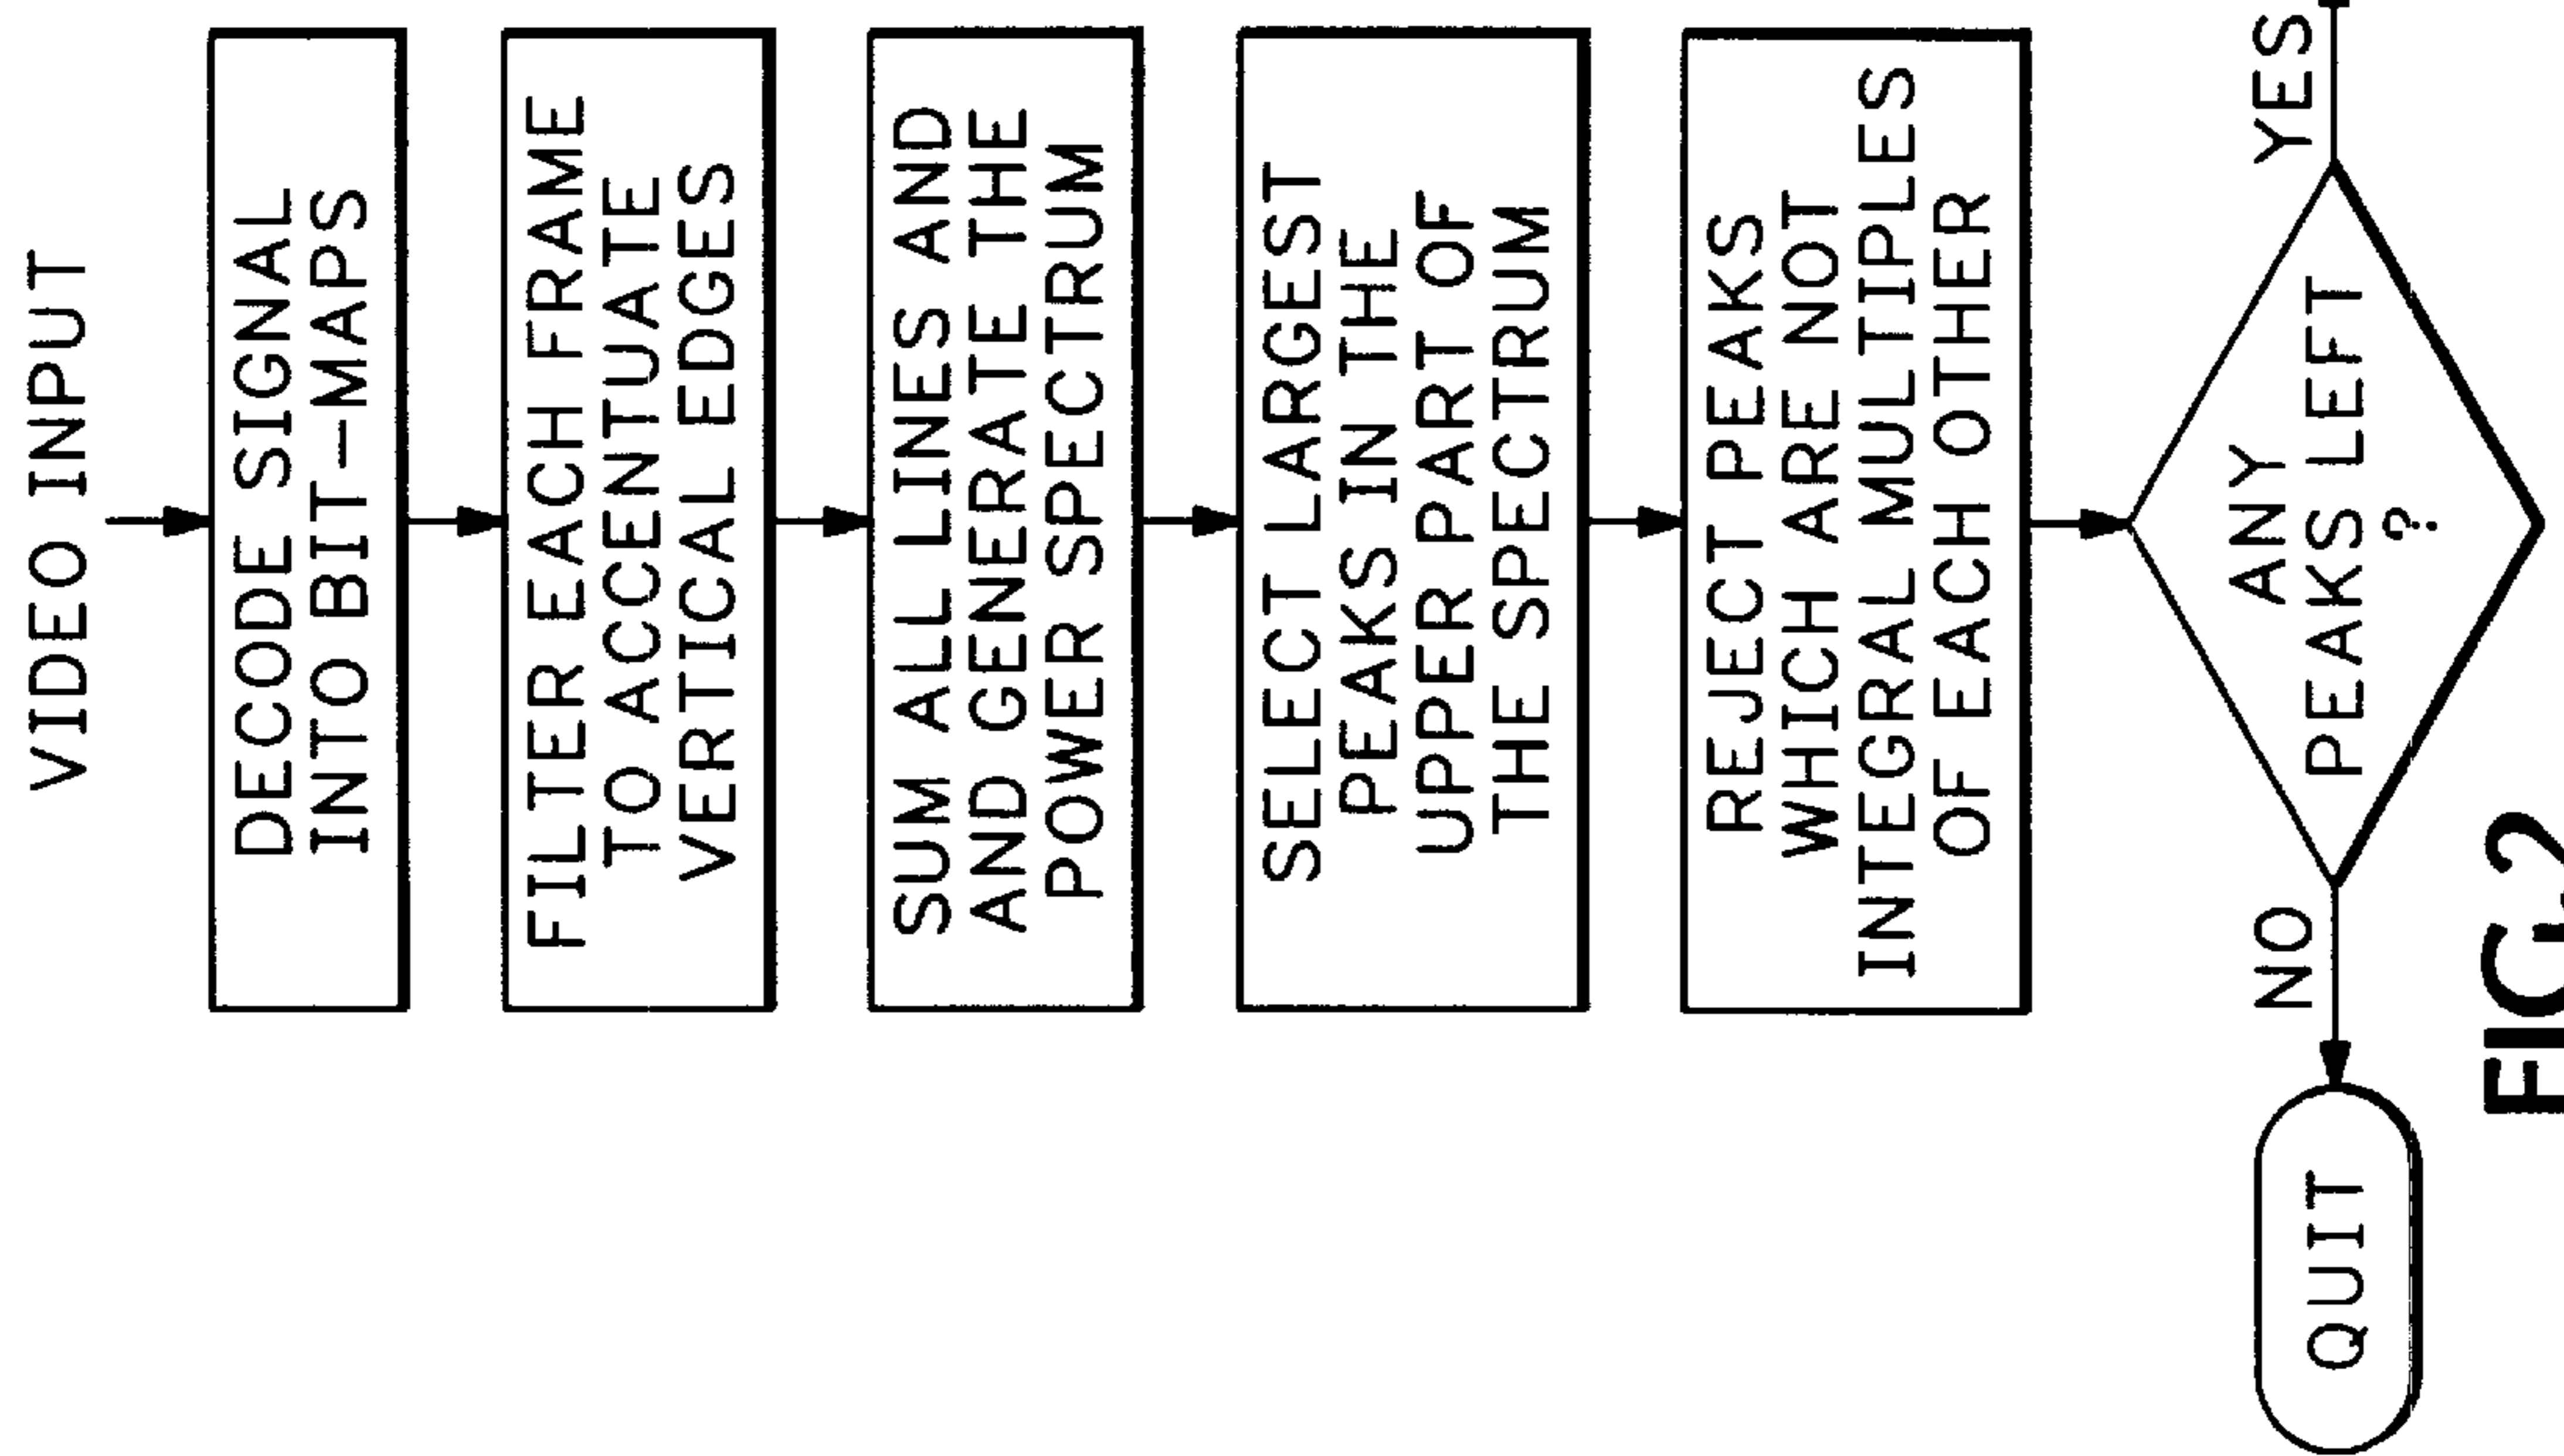 VIDEO INPUT
DECODE SIGNAL
INTO BIT-MAPS
FILTER EACH FRAME
TO ACCENTUATE
VERTICAL EDGES
SUM ALL LINES AND
AND GENERATE THE
POWER SPECTRUM
SELECT LARGEST
PEAKS IN THE
UPPER PART OF
THE SPECTRUM
REJECT PEAKS
WHICH ARE NOT
INTEGRAL MULTIPLES
OF EACH OTHER
ANY
PEAKS LEFT
?
NO
YES
QUIT
FIG.2